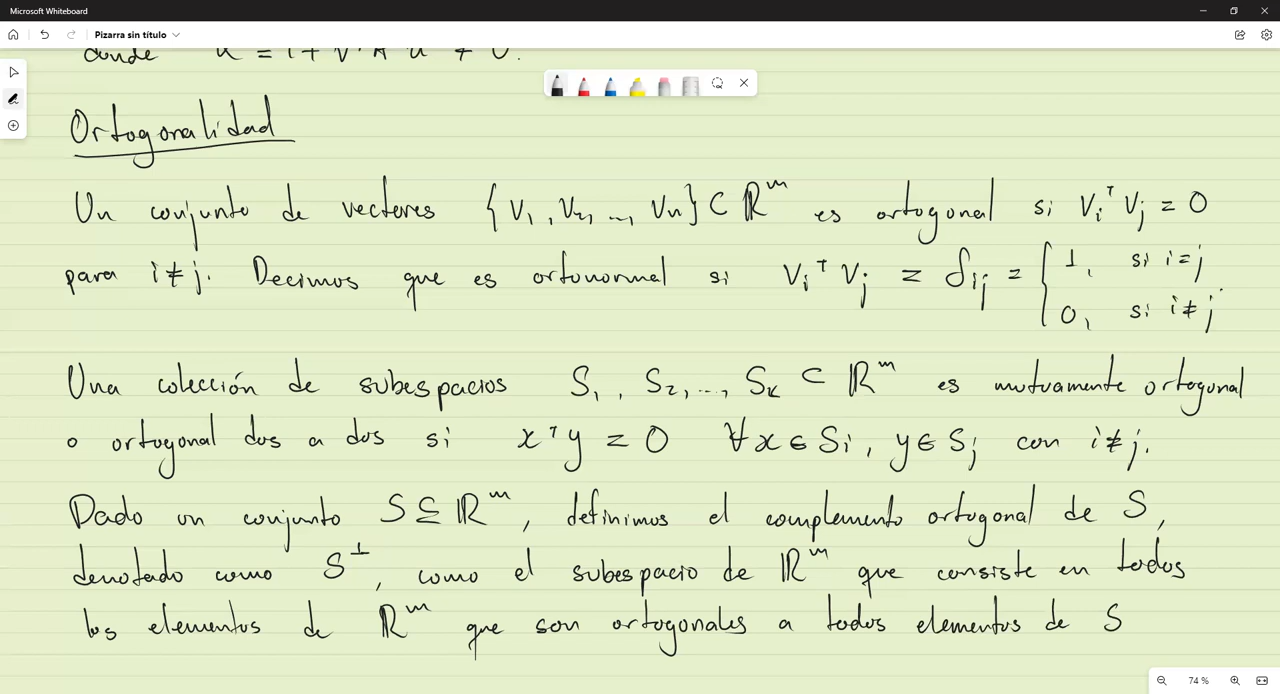 Microsoft Whiteboard
Pizarra sin título
donde
Ortogonalidad
Un conjunto de vectores {v₁, v₂, ..., vₙ} ⊂ ℝᵐ es ortogonal si vᵢᵀ vⱼ = 0
para i ≠ j. Decimos que es ortonormal si vᵢᵀ vⱼ = δᵢⱼ = { 1, si i = j
0, si i ≠ j
Una colección de subespacios S₁, S₂, ..., Sₖ ⊂ ℝᵐ es mutuamente ortogonal
o ortogonal dos a dos si xᵀy = 0 ∀x ∈ Sᵢ, y ∈ Sⱼ con i ≠ j.
Dado un conjunto S ⊆ ℝᵐ, definimos el complemento ortogonal de S,
denotado como S^⊥, como el subespacio de ℝᵐ que consiste en todos
los elementos de ℝᵐ que son ortogonales a todos elementos de S
74 %